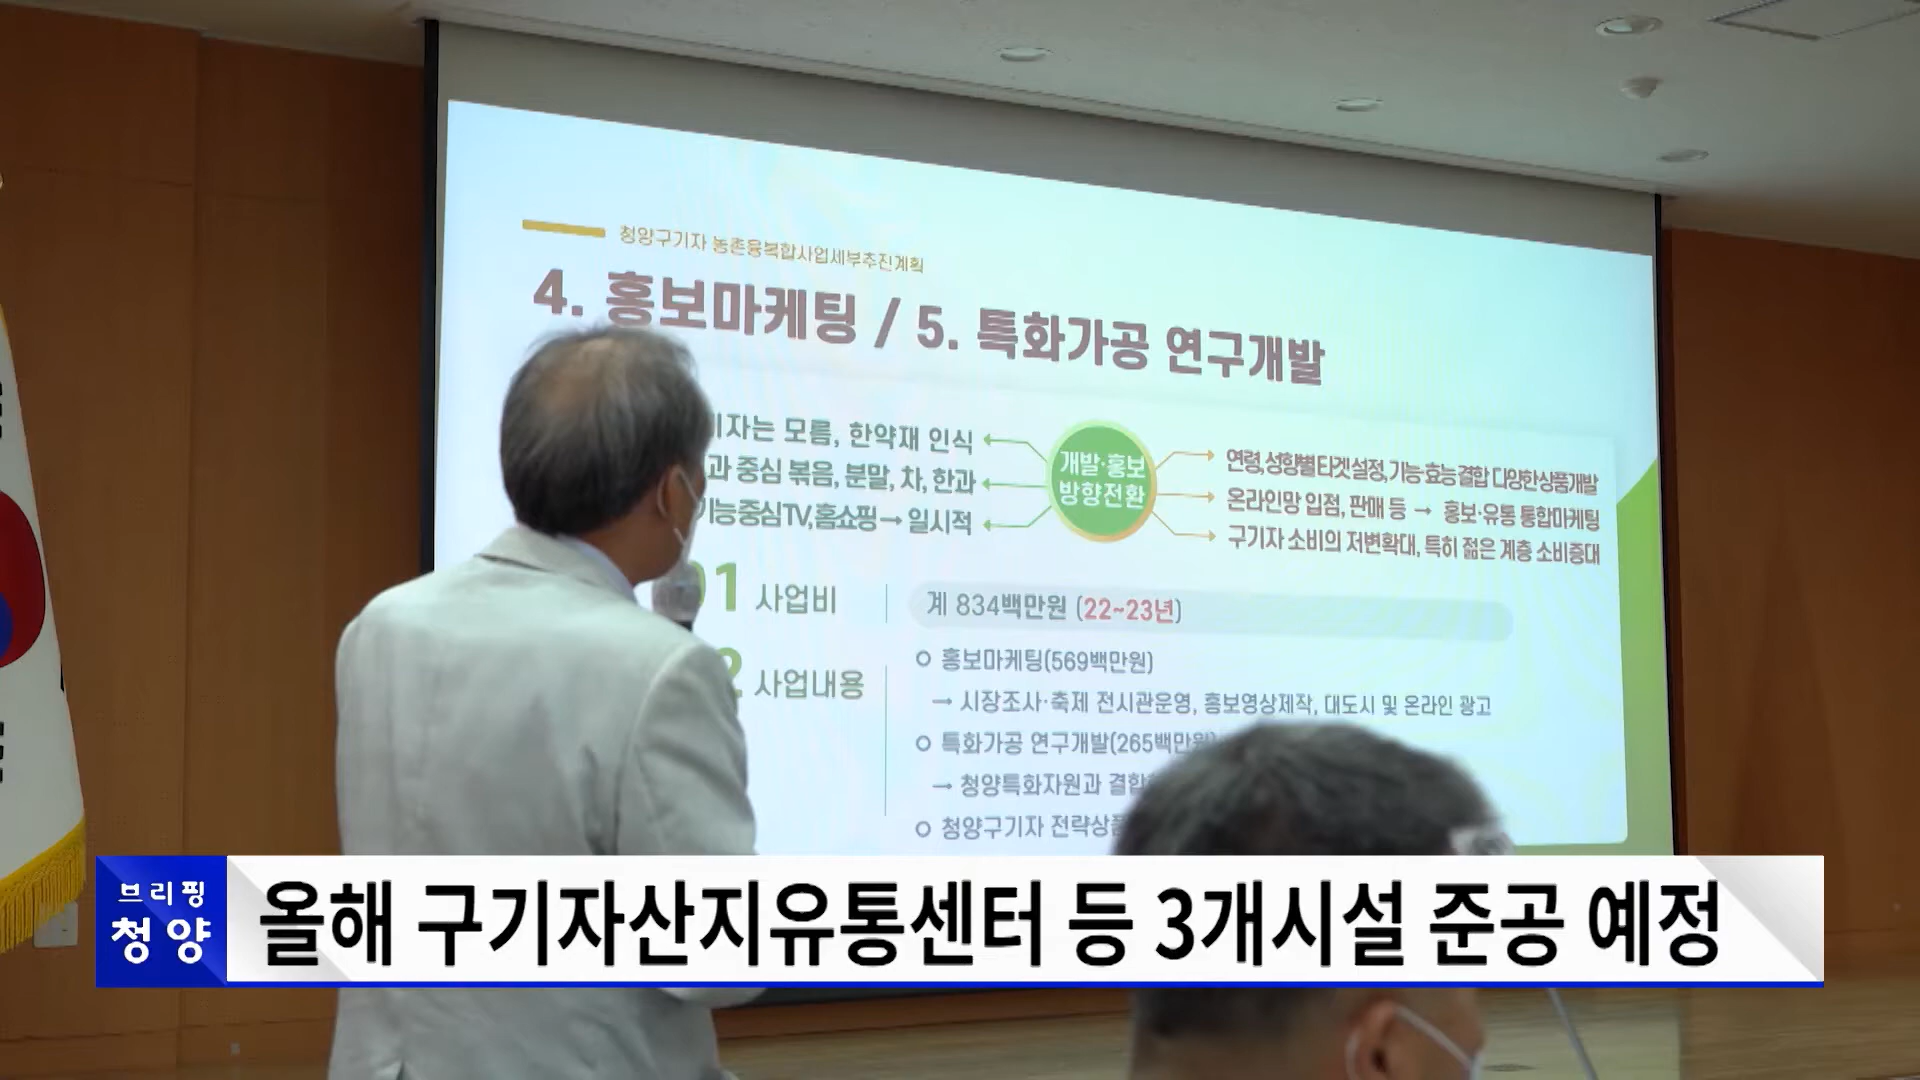 청양구기자 농촌융복합사업세부추진계획
4. 홍보마케팅 / 5. 특화가공 연구개발
기자는 모름, 한약재 인식
과 중심 볶음, 분말, 차, 한과
기능중심TV,홈쇼핑→ 일시적
개발·홍보
방향전환
연령,성향별타겟설정,기능·효능결합 다양한상품개발
온라인망 입점, 판매 등 → 홍보·유통 통합마케팅
구기자 소비의 저변확대, 특히 젊은 계층 소비증대
01 사업비
계 834백만원 (22~23년)
2 사업내용
홍보마케팅(569백만원)
→ 시장조사·축제 전시관운영, 홍보영상제작, 대도시 및 온라인 광고
특화가공 연구개발(265백만원)
→ 청양특화자원과 결합
청양구기자 전략상품
브리핑
청양
올해 구기자산지유통센터 등 3개시설 준공 예정